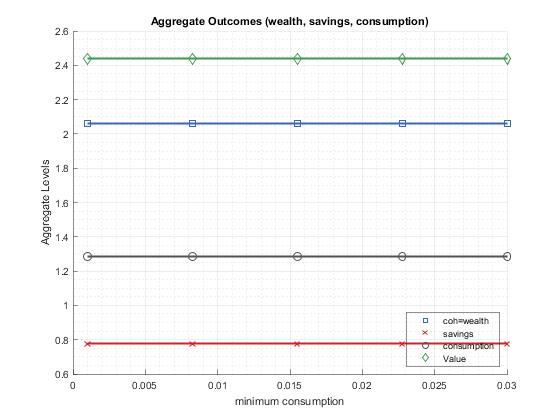 Aggregate Outcomes (wealth, savings, consumption)
2.6
2.4
2.2
2
1.8
1.6
1.4
1.2
1
0.8
0.6
Aggregate Levels
coh=wealth
savings
consumption
Value
0
0.005
0.01
0.015
0.02
0.025
0.03
minimum consumption